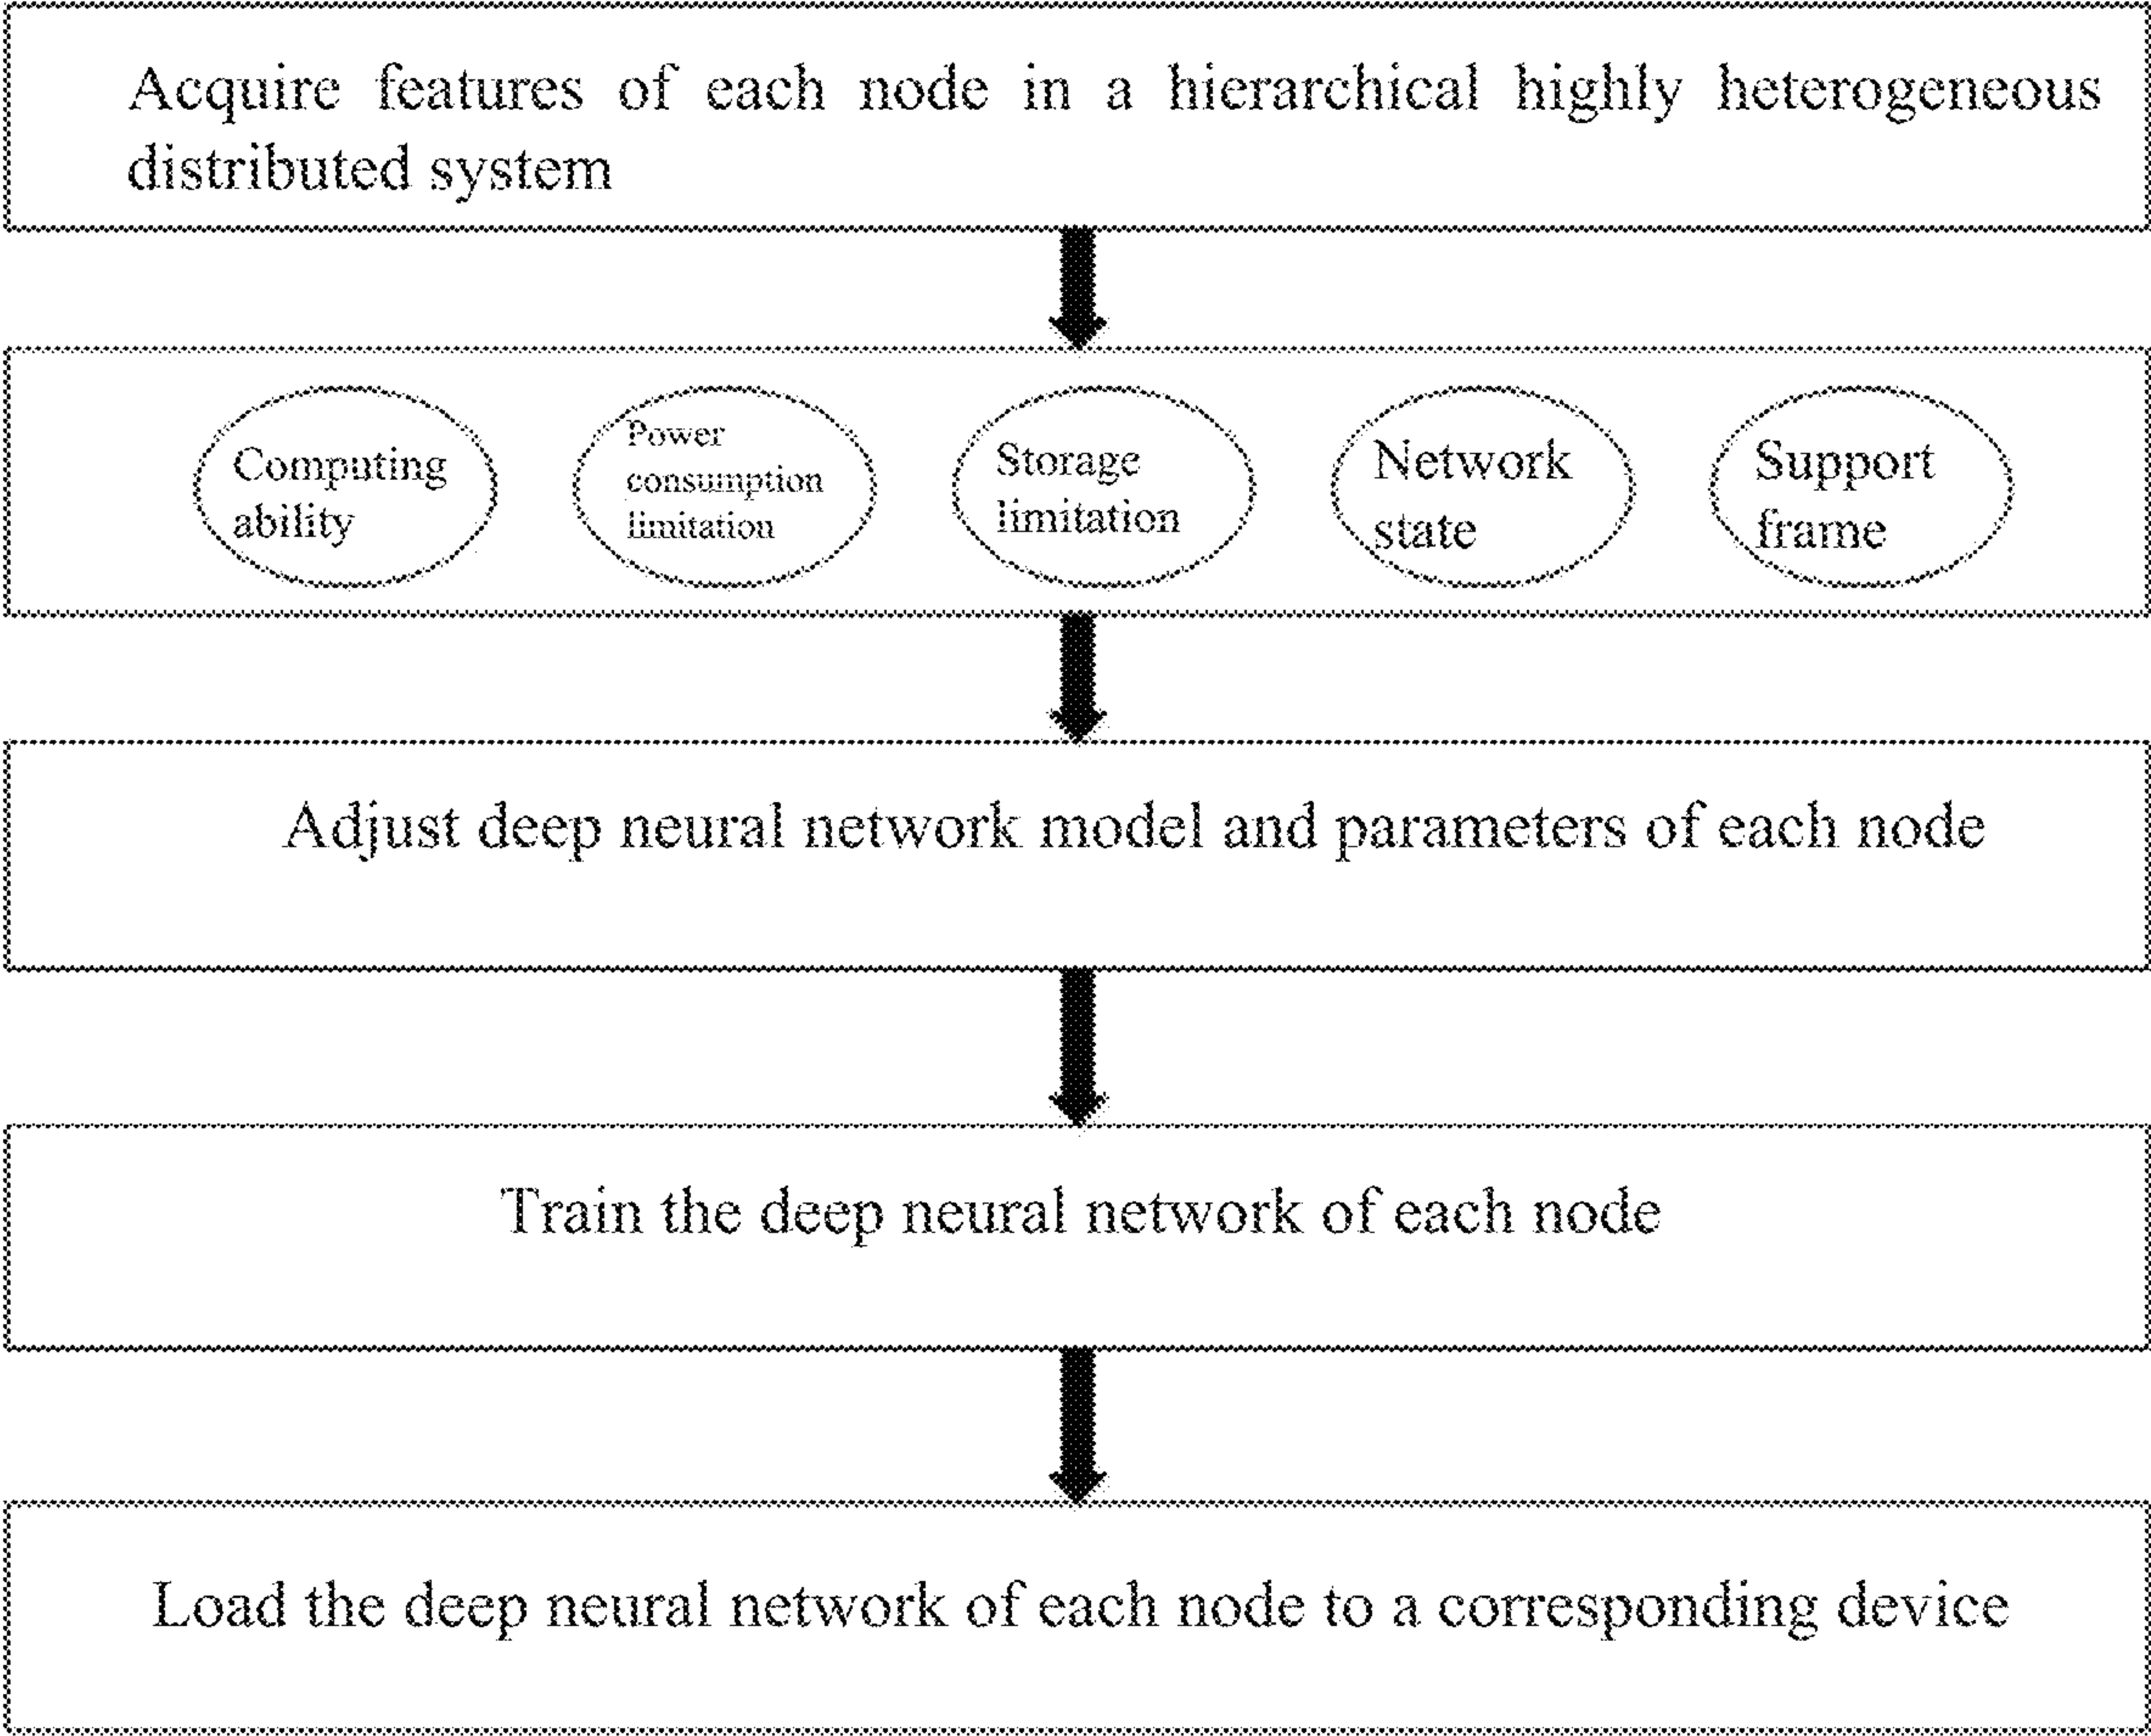 Acquire features of each node in a hierarchical highly heterogeneous
distributed system
Computing
ability
Power
consumption
limitation
Storage
limitation
Network
state
Support
frame
Adjust deep neural network model and parameters of each node
Train the deep neural network of each node
Load the deep neural network of each node to a corresponding device